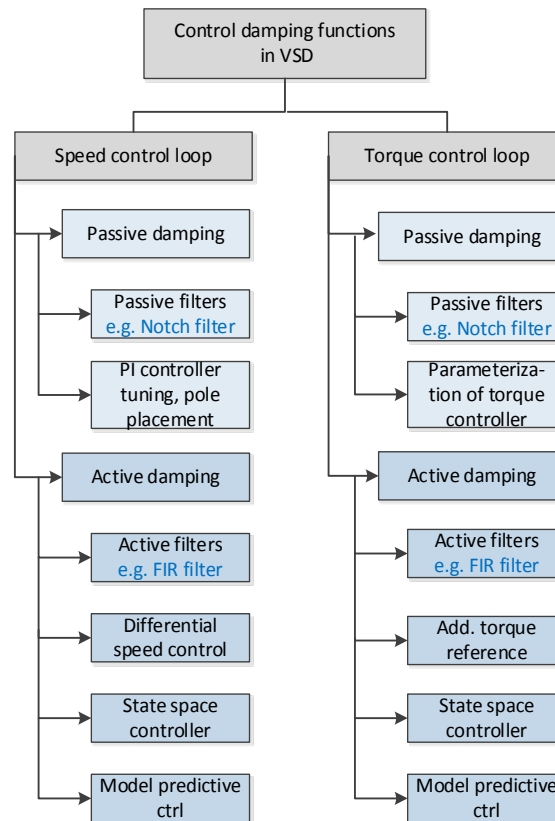 Control damping functions
in VSD
Speed control loop
Passive damping
Passive filters
e.g. Notch filter
PI controller
tuning, pole
placement
Active damping
Active filters
e.g. FIR filter
Differential
speed control
State space
controller
Model predictive
ctrl
Torque control loop
Passive damping
Passive filters
e.g. Notch filter
Parameteriza-
tion of torque
controller
Active damping
Active filters
e.g. FIR filter
Add. torque
reference
State space
controller
Model predictive
ctrl